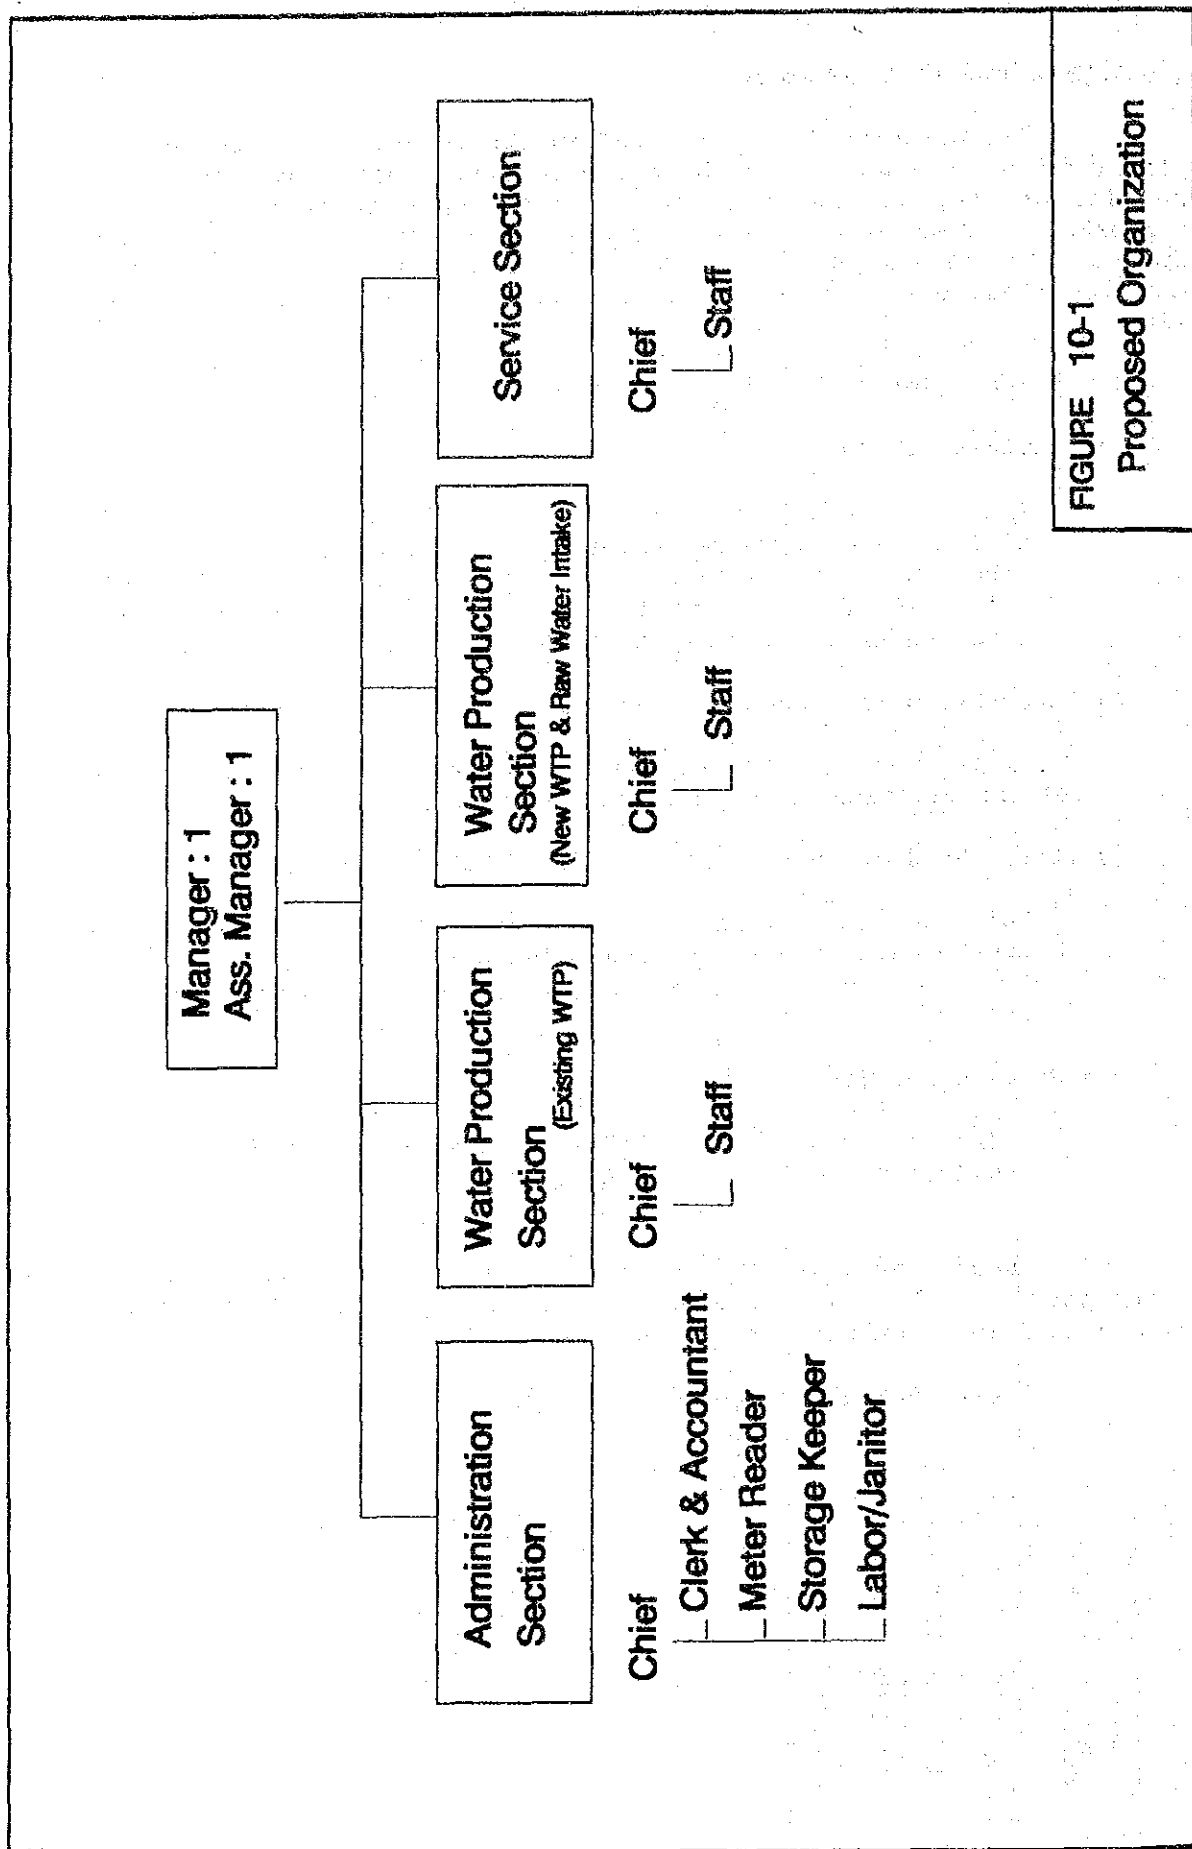 Manager : 1
Ass. Manager : 1
Administration
Section
Chief
Clerk & Accountant
Meter Reader
Storage Keeper
Labor/Janitor
Water Production
Section
(Existing WTP)
Chief
Staff
Water Production
Section
(New WTP & Raw Water Intake)
Chief
Staff
Service Section
Chief
Staff
FIGURE 10-1
Proposed Organization